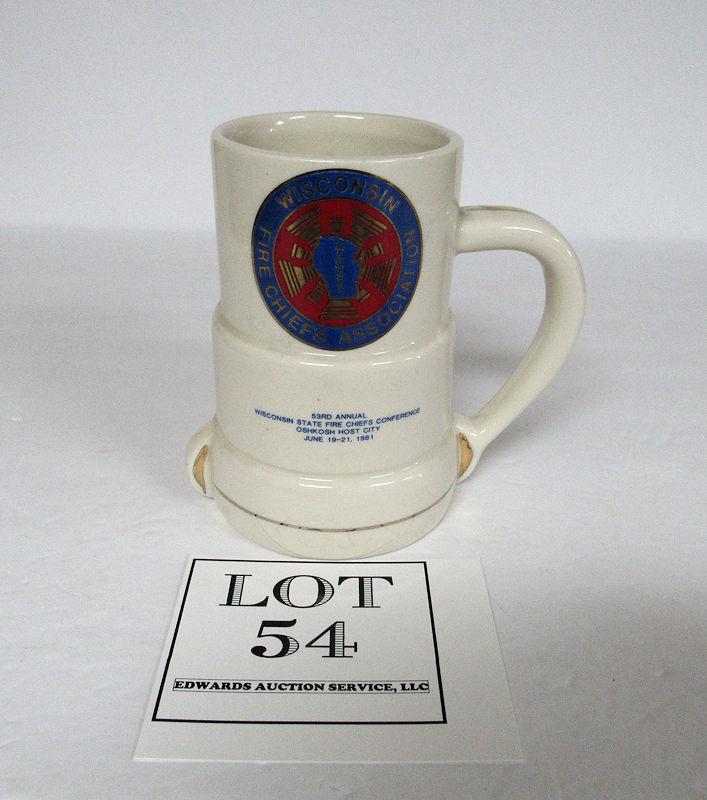 WISCONSIN
FIRE CHIEFS ASSOCIATION
53RD ANNUAL
WISCONSIN STATE FIRE CHIEFS CONFERENCE
OSHKOSH HOST CITY
JUNE 19-21, 1981
LOT
54
EDWARDS AUCTION SERVICE, LLC